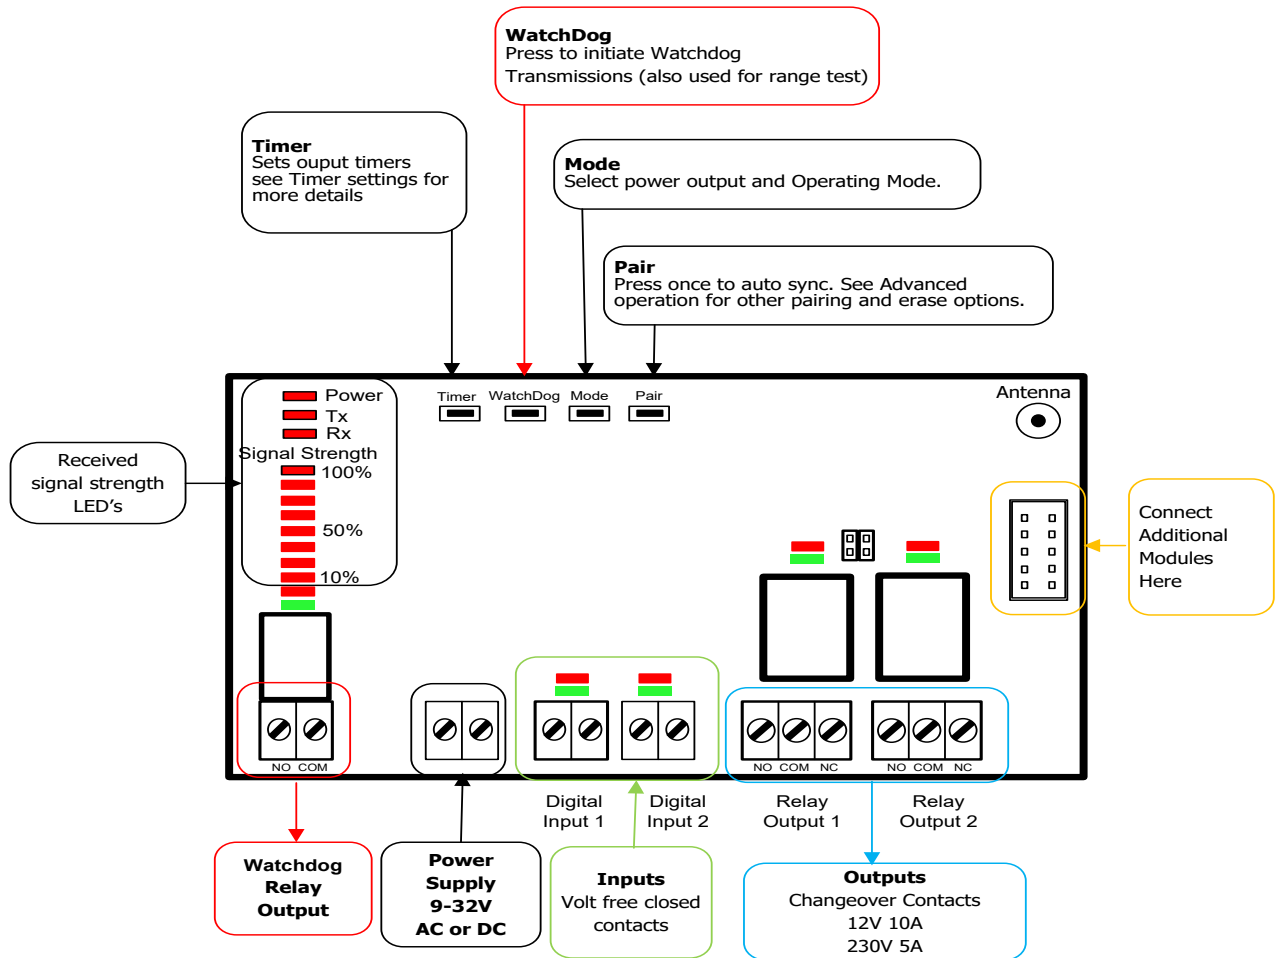 WatchDog
Press to initiate Watchdog
Transmissions (also used for range test)
Timer
Sets ouput timers
see Timer settings for
more details
Mode
Select power output and Operating Mode.
Pair
Press once to auto sync. See Advanced
operation for other pairing and erase options.
Power
Tx
Rx
Signal Strength
100%
50%
10%
Timer
WatchDog
Mode
Pair
Antenna
Received
signal strength
LED’s
Connect
Additional
Modules
Here
NO COM
NO COM NC
NO COM NC
Digital
Input 1
Digital
Input 2
Relay
Output 1
Relay
Output 2
Watchdog
Relay
Output
Power
Supply
9-32V
AC or DC
Inputs
Volt free closed
contacts
Outputs
Changeover Contacts
12V 10A
230V 5A